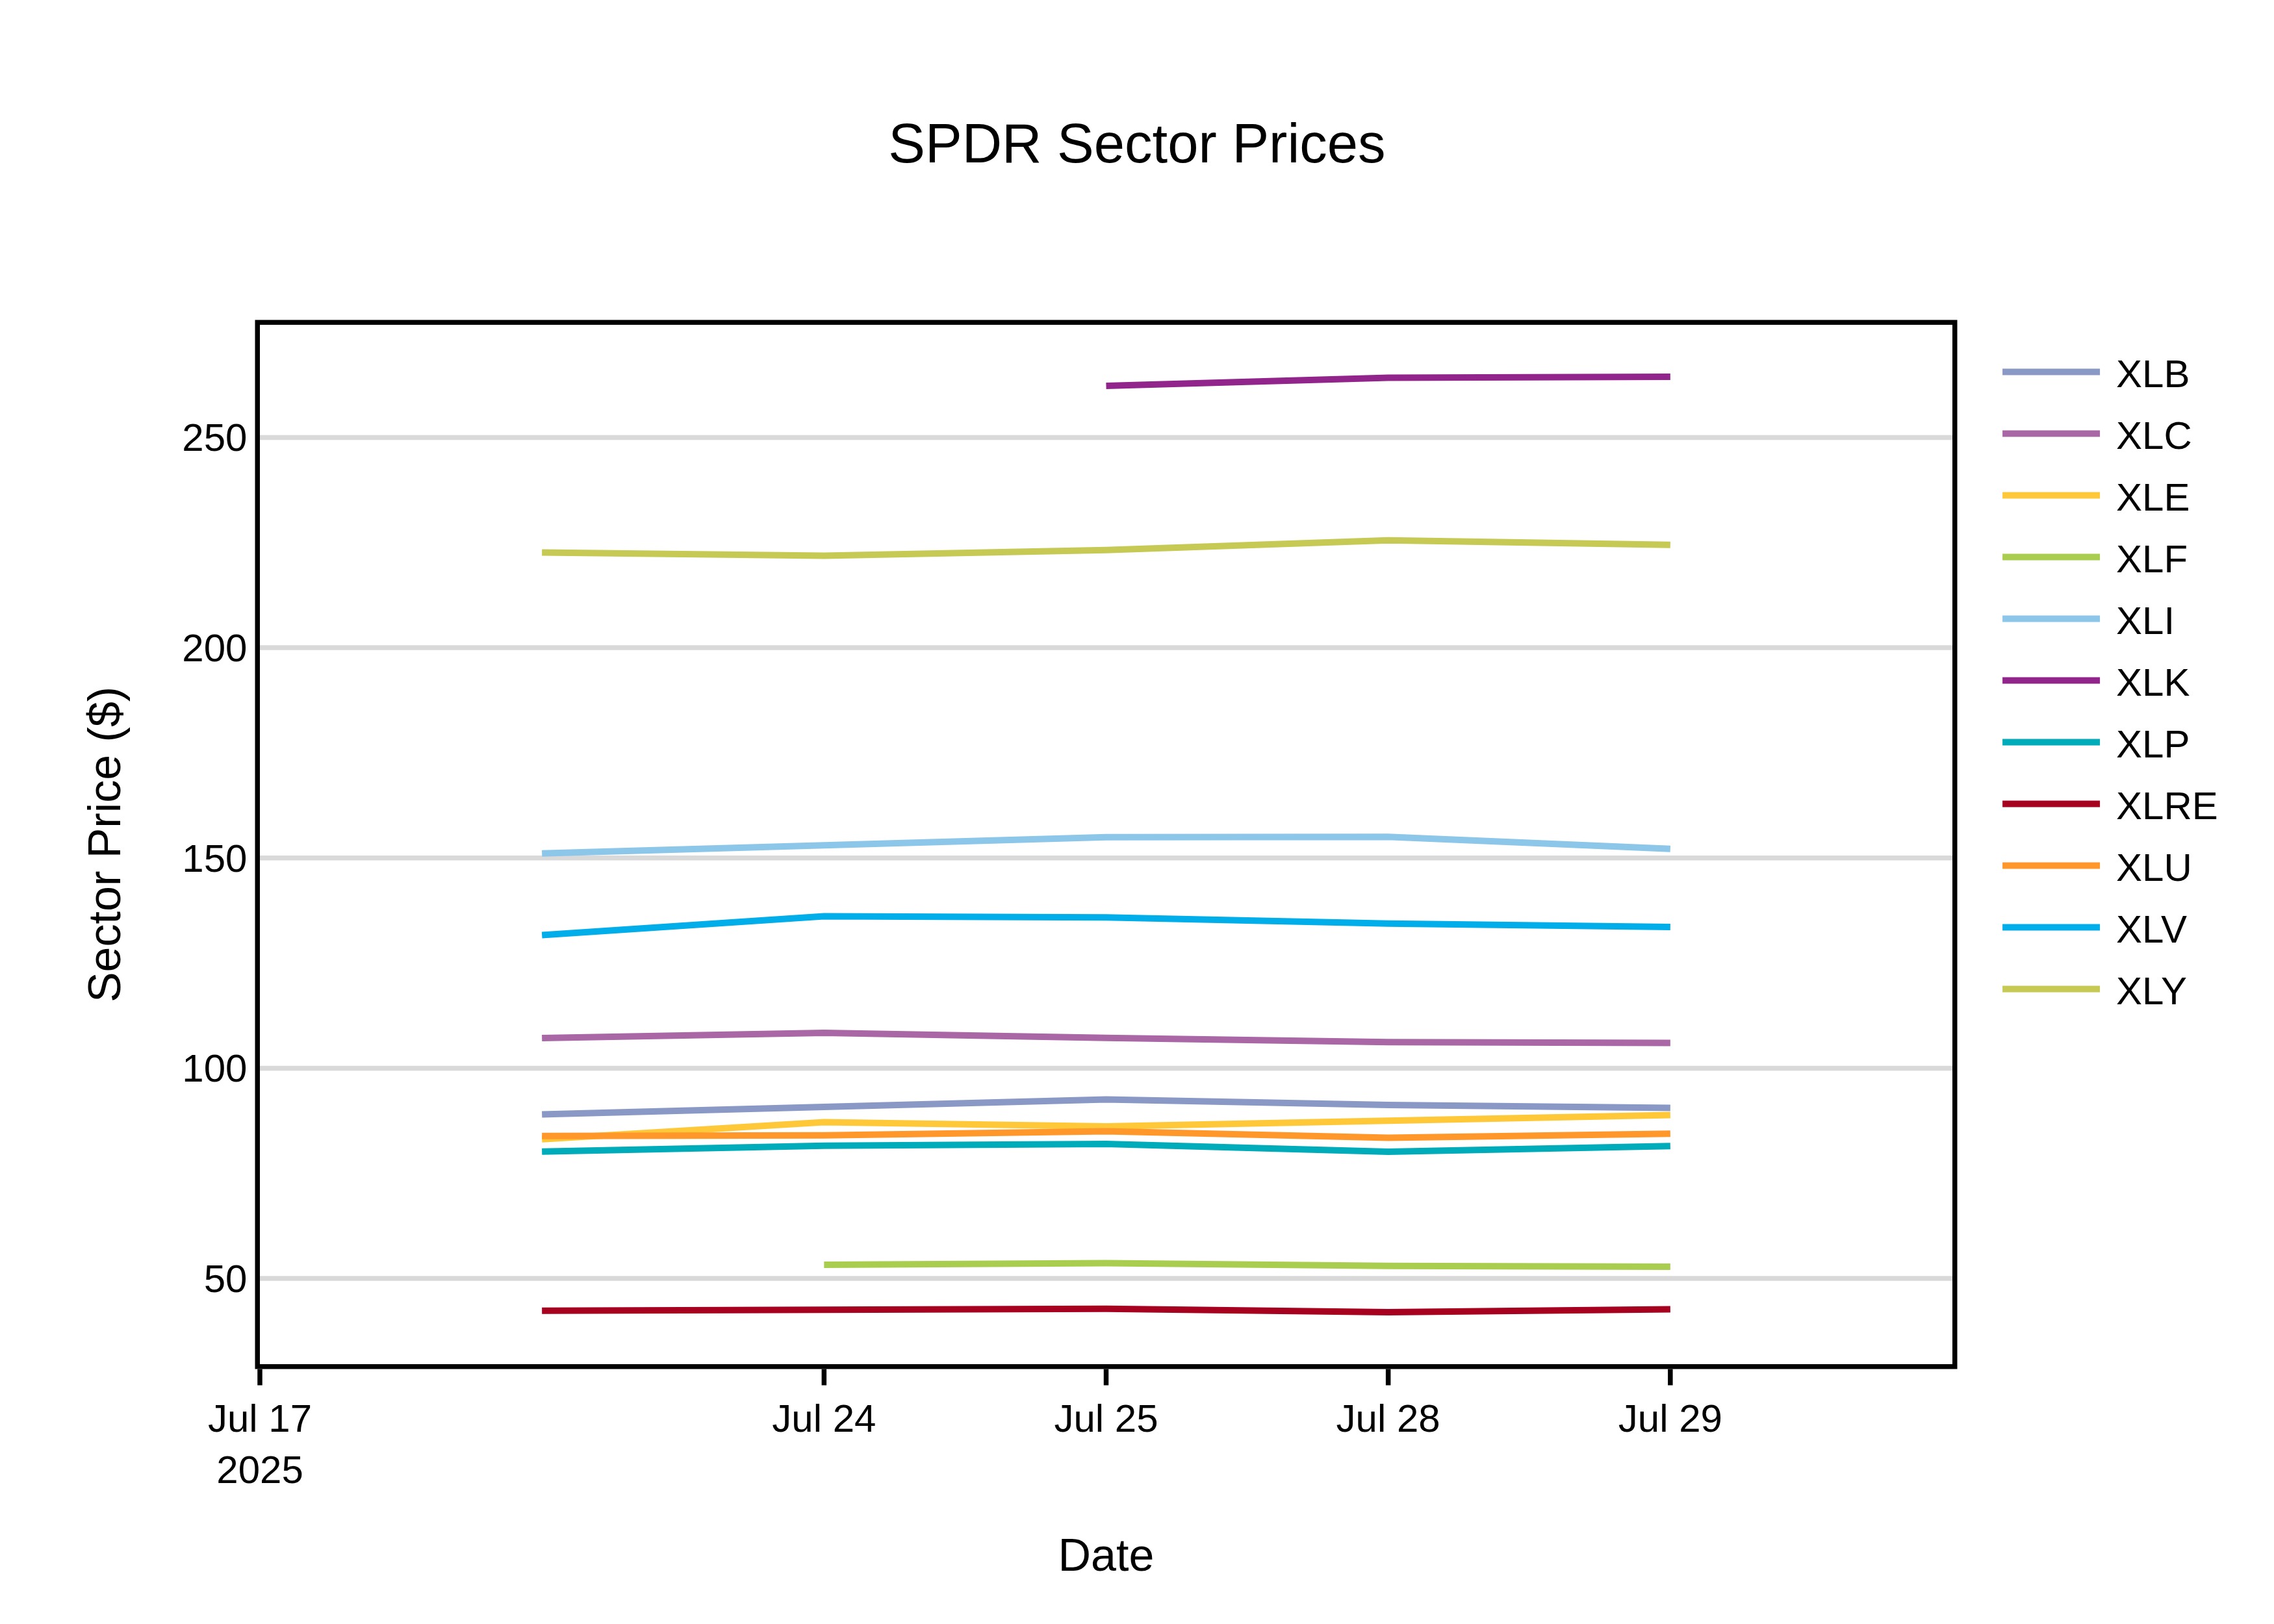 SPDR Sector Prices
Sector Price ($)
250
200
150
100
50
Jul 17
2025
Jul 24
Jul 25
Jul 28
Jul 29
Date
XLB
XLC
XLE
XLF
XLI
XLK
XLP
XLRE
XLU
XLV
XLY